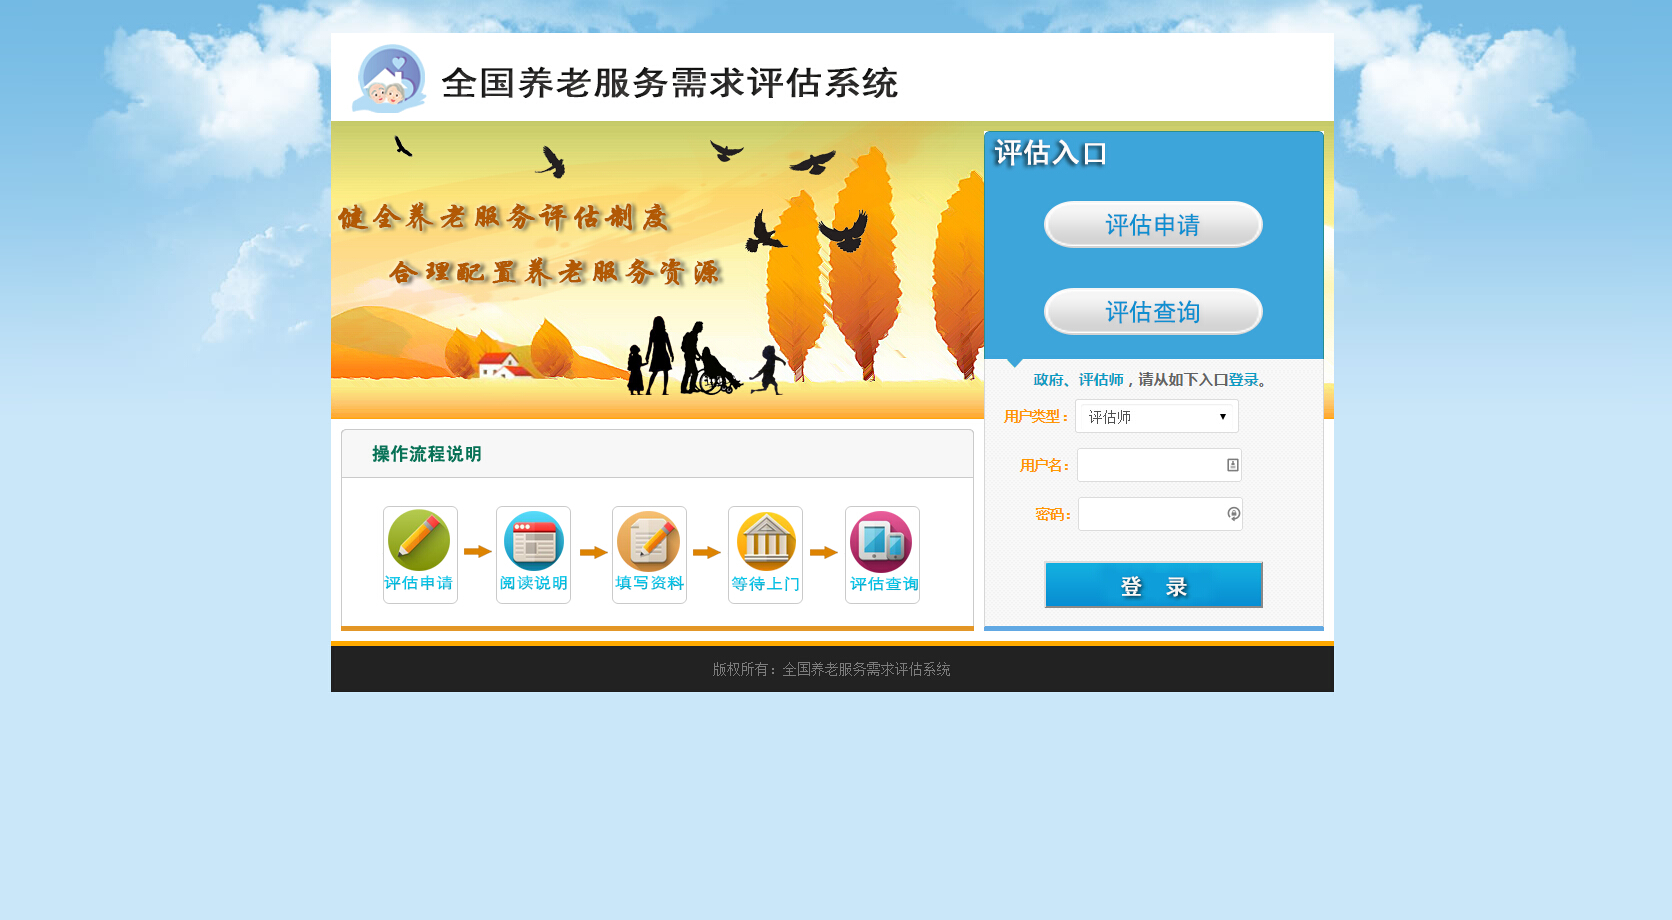 全国养老服务需求评估系统
健全养老服务评估制度
合理配置养老服务资源
评估入口
评估申请
评估查询
政府、评估师，请从如下入口登录。
用户类型： 评估师
用户名：
密码：
登 录
操作流程说明
评估申请 阅读说明 填写资料 等待上门 评估查询
版权所有：全国养老服务需求评估系统